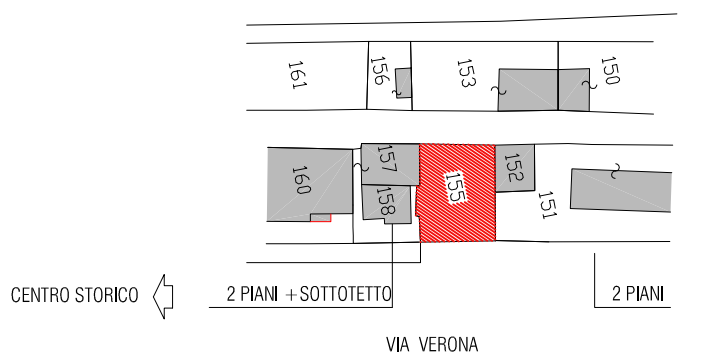 161
156
153
150
160
157
158
155
152
151
CENTRO STORICO
2 PIANI + SOTTOTETTO
2 PIANI
VIA VERONA